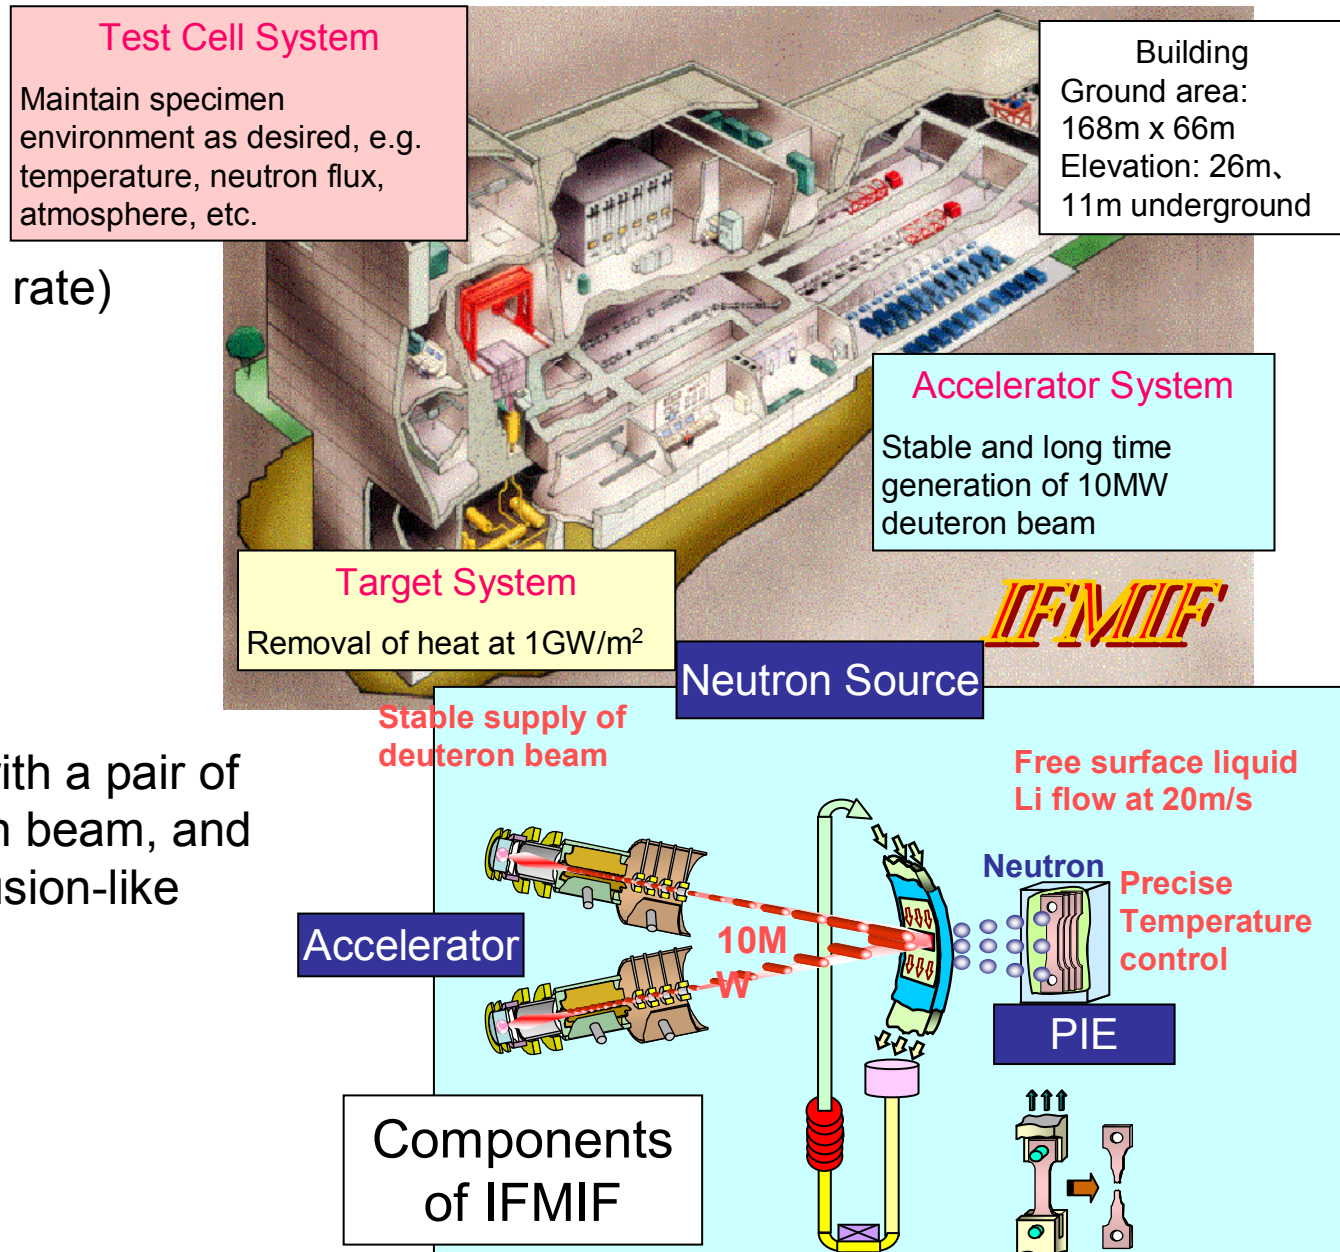 Test Cell System
Maintain specimen
environment as desired, e.g.
temperature, neutron flux,
atmosphere, etc.
Building
Ground area:
168m x 66m
Elevation: 26m、
11m underground
rate)
Accelerator System
Stable and long time
generation of 10MW
deuteron beam
Target System
Removal of heat at 1GW/m²
IFMIF
Neutron Source
Stable supply of
deuteron beam
Free surface liquid
Li flow at 20m/s
with a pair of
n beam, and
usion-like
Neutron
Precise
Temperature
control
Accelerator
10M
W
PIE
Components
of IFMIF